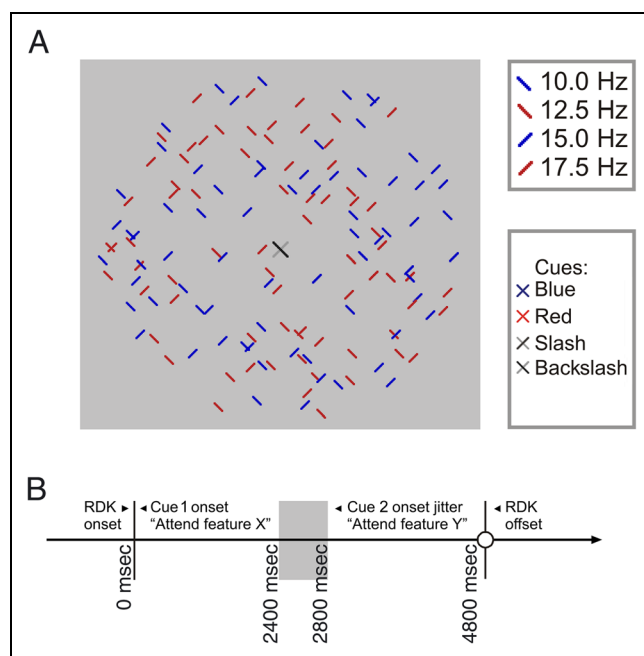 A
10.0 Hz
12.5 Hz
15.0 Hz
17.5 Hz
Cues:
Blue
Red
Slash
Backslash
B
RDK
onset
Cue 1 onset
"Attend feature X"
Cue 2 onset jitter
"Attend feature Y"
RDK
offset
0 msec
2400 msec
2800 msec
4800 msec